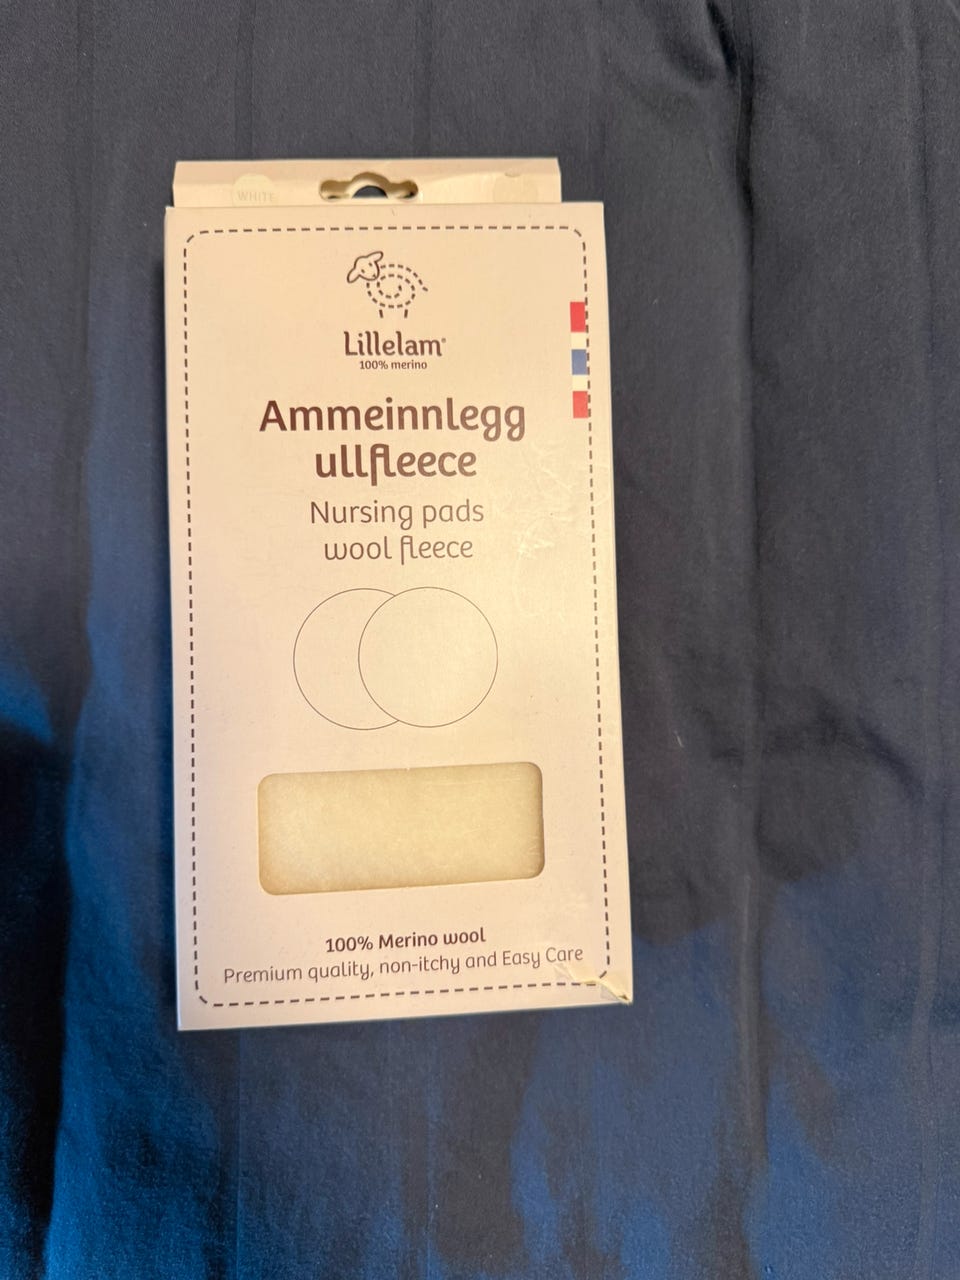 WHITE
Lillelam®
100% merino
Ammeinnlegg
ullfleece
Nursing pads
wool fleece
100% Merino wool
Premium quality, non-itchy and Easy Care